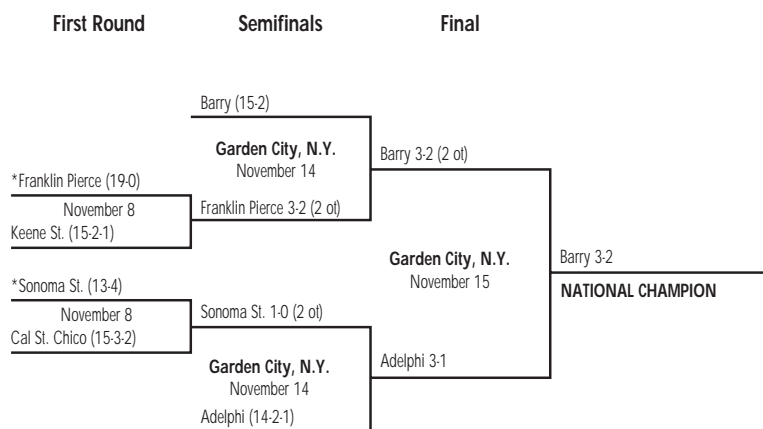 First Round Semifinals Final
Barry (15-2)
Garden City, N.Y.
November 14
Barry 3-2 (2 ot)
*Franklin Pierce (19-0)
November 8
Franklin Pierce 3-2 (2 ot)
Keene St. (15-2-1)
Garden City, N.Y.
November 15
Barry 3-2
NATIONAL CHAMPION
*Sonoma St. (13-4)
November 8
Sonoma St. 1-0 (2 ot)
Cal St. Chico (15-3-2)
Garden City, N.Y.
November 14
Adelphi 3-1
Adelphi (14-2-1)